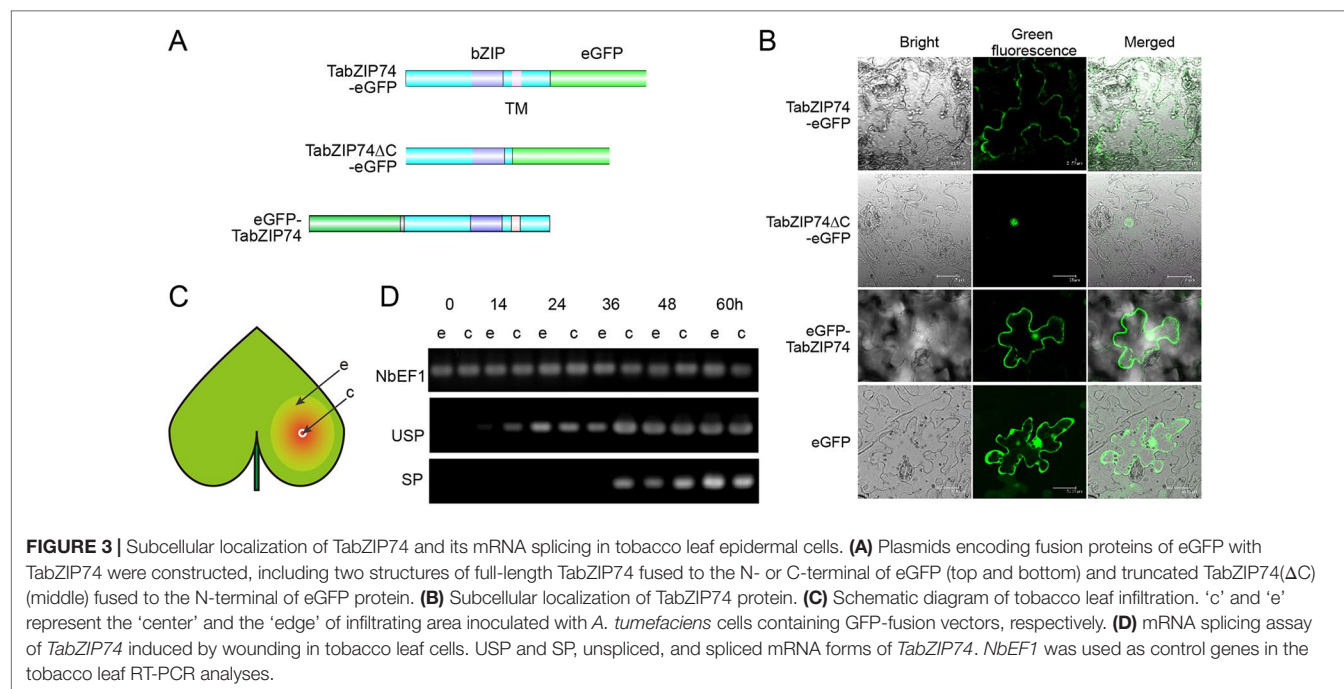 A
bZIP eGFP
TabZIP74
-eGFP
TM
TabZIP74ΔC
-eGFP
eGFP-
TabZIP74
B
Bright Green
fluorescence Merged
TabZIP74
-eGFP
TabZIP74ΔC
-eGFP
eGFP-
TabZIP74
eGFP
C
e
c
D
0 14 24 36 48 60h
e c e c e c e c e c e c
NbEF1
USP
SP
FIGURE 3 | Subcellular localization of TabZIP74 and its mRNA splicing in tobacco leaf epidermal cells. (A) Plasmids encoding fusion proteins of eGFP with
TabZIP74 were constructed, including two structures of full-length TabZIP74 fused to the N- or C-terminal of eGFP (top and bottom) and truncated TabZIP74(ΔC)
(middle) fused to the N-terminal of eGFP protein. (B) Subcellular localization of TabZIP74 protein. (C) Schematic diagram of tobacco leaf infiltration. ‘c’ and ‘e’
represent the ‘center’ and the ‘edge’ of infiltrating area inoculated with A. tumefaciens cells containing GFP-fusion vectors, respectively. (D) mRNA splicing assay
of TabZIP74 induced by wounding in tobacco leaf cells. USP and SP, unspliced, and spliced mRNA forms of TabZIP74. NbEF1 was used as control genes in the
tobacco leaf RT-PCR analyses.